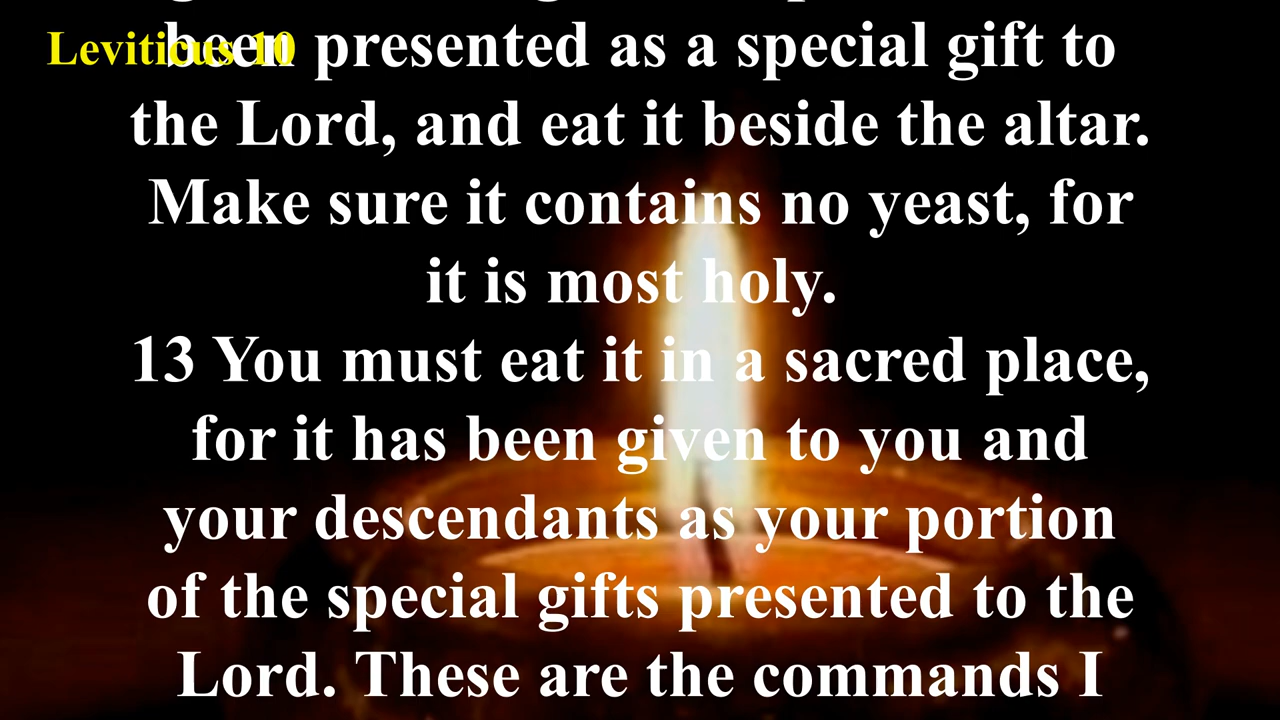 Leviticus 10
been presented as a special gift to
the Lord, and eat it beside the altar.
Make sure it contains no yeast, for
it is most holy.
13 You must eat it in a sacred place,
for it has been given to you and
your descendants as your portion
of the special gifts presented to the
Lord. These are the commands I